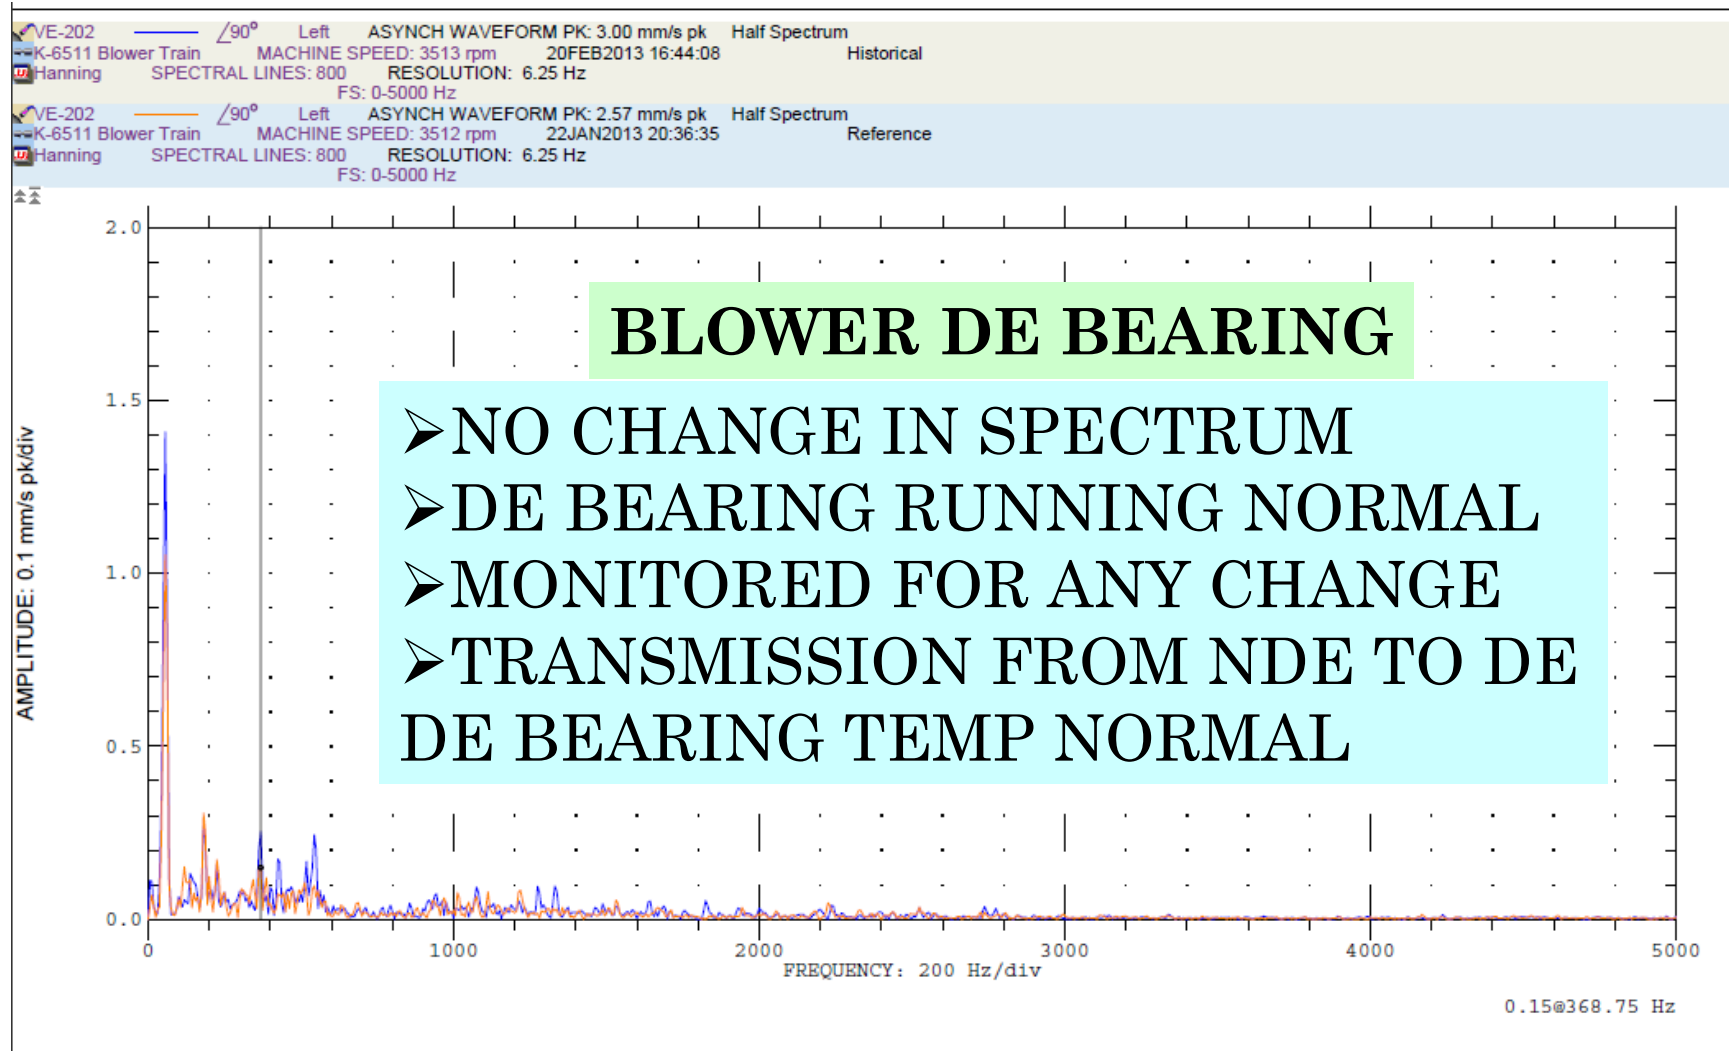 VE-202 ∠90° Left ASYNCH WAVEFORM PK: 3.00 mm/s pk Half Spectrum
K-6511 Blower Train MACHINE SPEED: 3513 rpm 20FEB2013 16:44:08 Historical
Hanning SPECTRAL LINES: 800 RESOLUTION: 6.25 Hz
FS: 0-5000 Hz
VE-202 ∠90° Left ASYNCH WAVEFORM PK: 2.57 mm/s pk Half Spectrum
K-6511 Blower Train MACHINE SPEED: 3512 rpm 22JAN2013 20:36:35 Reference
Hanning SPECTRAL LINES: 800 RESOLUTION: 6.25 Hz
FS: 0-5000 Hz
2.0
BLOWER DE BEARING
1.5
➢NO CHANGE IN SPECTRUM
➢DE BEARING RUNNING NORMAL
1.0
➢MONITORED FOR ANY CHANGE
➢TRANSMISSION FROM NDE TO DE
DE BEARING TEMP NORMAL
0.5
0.0
AMPLITUDE: 0.1 mm/s pk/div
0 1000 2000 3000 4000 5000
FREQUENCY: 200 Hz/div
0.15@368.75 Hz